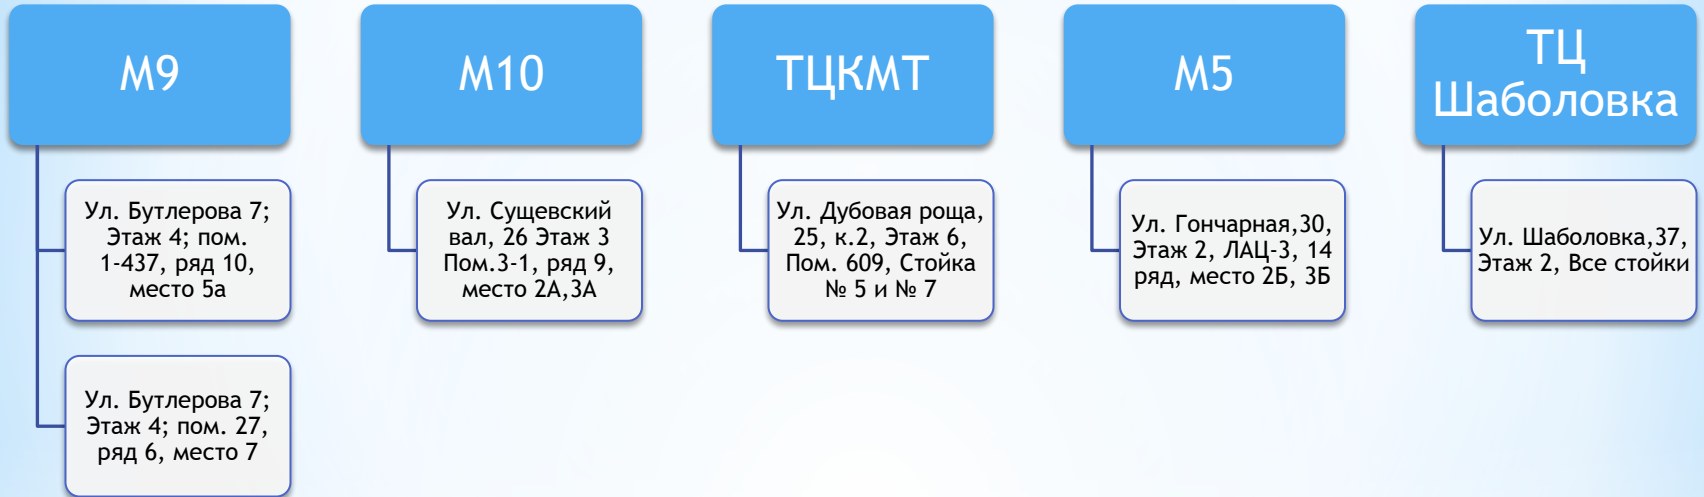 М9
Ул. Бутлерова 7;
Этаж 4; пом.
1-437, ряд 10,
место 5а
Ул. Бутлерова 7;
Этаж 4; пом. 27,
ряд 6, место 7
М10
Ул. Сущевский
вал, 26 Этаж 3
Пом.3-1, ряд 9,
место 2А,3А
ТЦКМТ
Ул. Дубовая роща,
25, к.2, Этаж 6,
Пом. 609, Стойка
№ 5 и № 7
М5
Ул. Гончарная,30,
Этаж 2, ЛАЦ-3, 14
ряд, место 2Б, 3Б
ТЦ
Шаболовка
Ул. Шаболовка,37,
Этаж 2, Все стойки